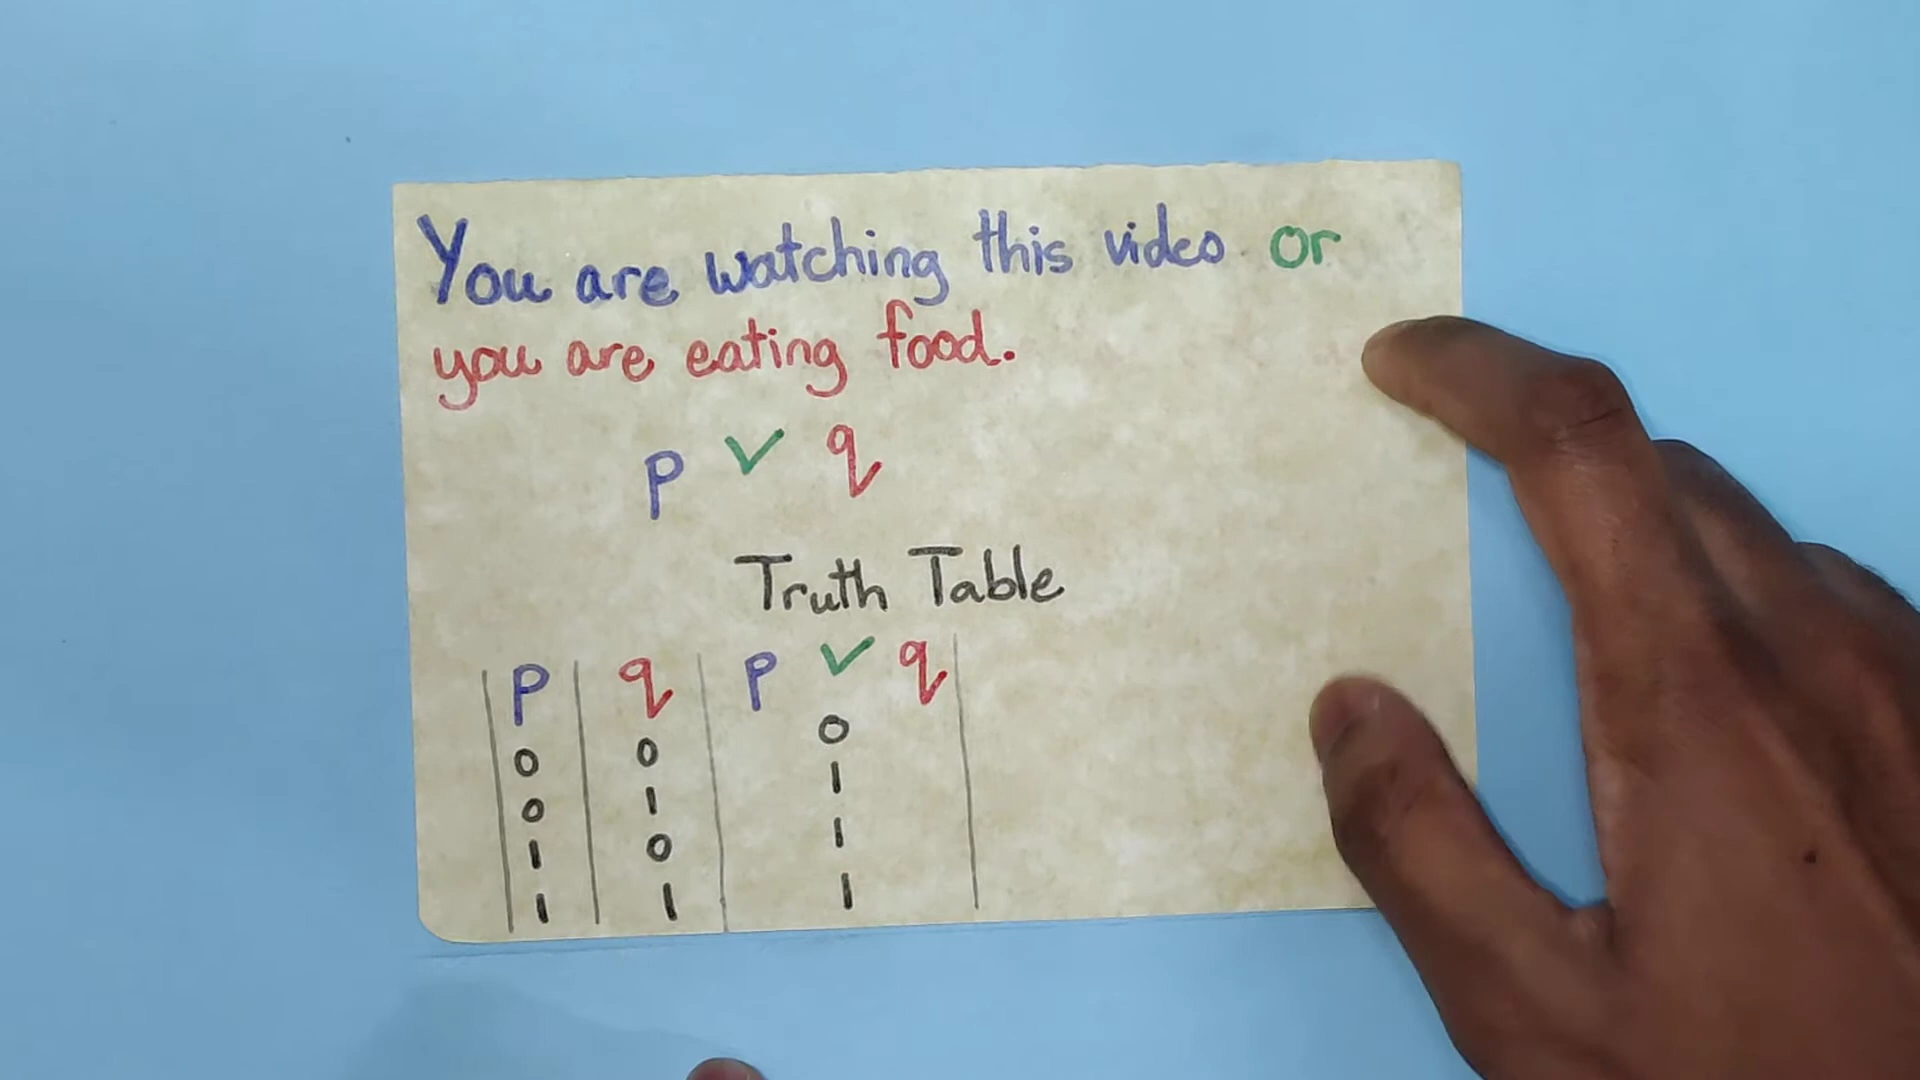 You are watching this video or
you are eating food.
p ∨ q
Truth Table
p q p ∨ q
0 0 0
0 1 1
1 0 1
1 1 1